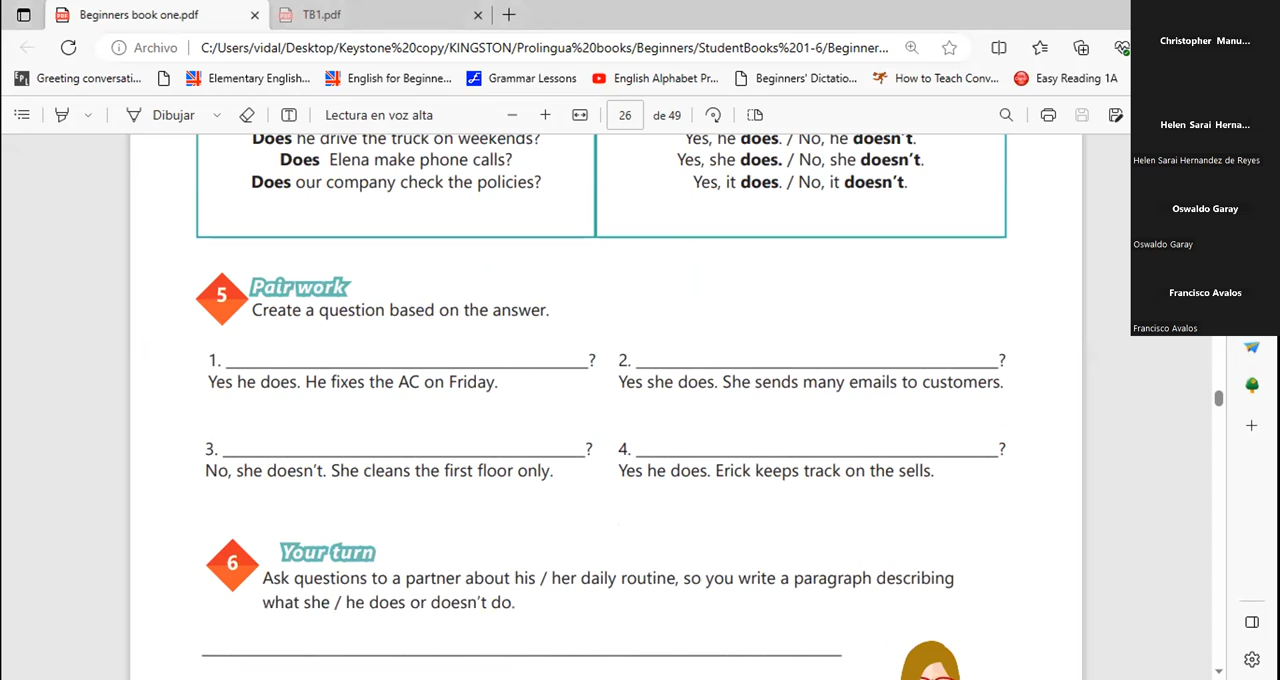 Beginners book one.pdf
TB1.pdf
Archivo
C:/Users/vidal/Desktop/Keystone%20copy/KINGSTON/Prolingua%20books/Beginners/StudentBooks%201-6/Beginner...
Greeting conversati...
Elementary English...
English for Beginne...
Grammar Lessons
English Alphabet Pr...
Beginners' Dictatio...
How to Teach Conv...
Easy Reading 1A
Dibujar
Lectura en voz alta
26
de 49
Does he drive the truck on weekends?
Yes, he does. / No, he doesn't.
Does Elena make phone calls?
Yes, she does. / No, she doesn't.
Does our company check the policies?
Yes, it does. / No, it doesn't.
5 Pair work
Create a question based on the answer.
1. ________________________________________?
2. ________________________________________?
Yes he does. He fixes the AC on Friday.
Yes she does. She sends many emails to customers.
3. ________________________________________?
4. ________________________________________?
No, she doesn't. She cleans the first floor only.
Yes he does. Erick keeps track on the sells.
6 Your turn
Ask questions to a partner about his / her daily routine, so you write a paragraph describing
what she / he does or doesn't do.
Christopher Manu...
Helen Sarai Herna...
Helen Sarai Hernandez de Reyes
Oswaldo Garay
Oswaldo Garay
Francisco Avalos
Francisco Avalos